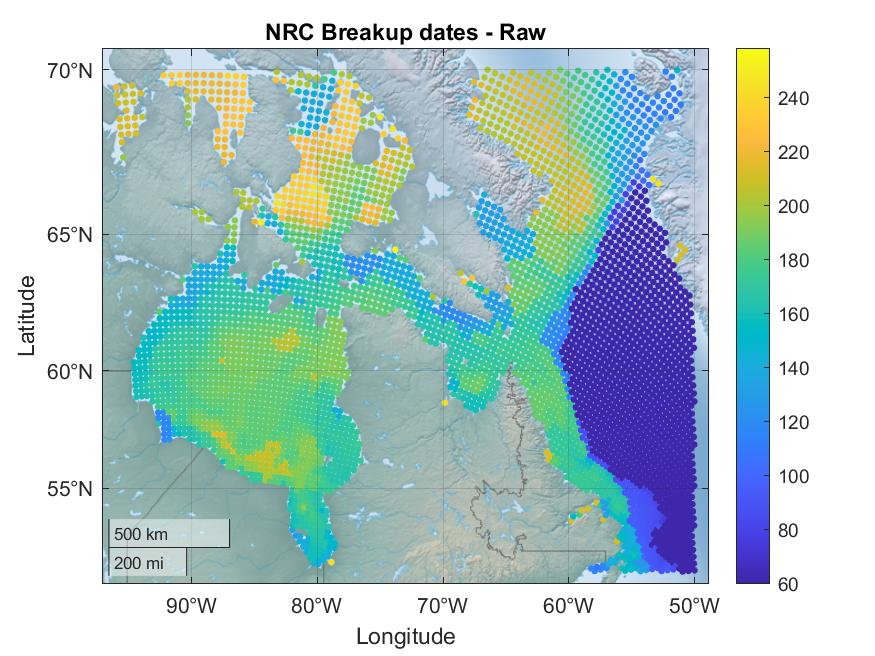 NRC Breakup dates - Raw
70°N
65°N
60°N
55°N
Latitude
500 km
200 mi
90°W
80°W
70°W
60°W
50°W
Longitude
240
220
200
180
160
140
120
100
80
60